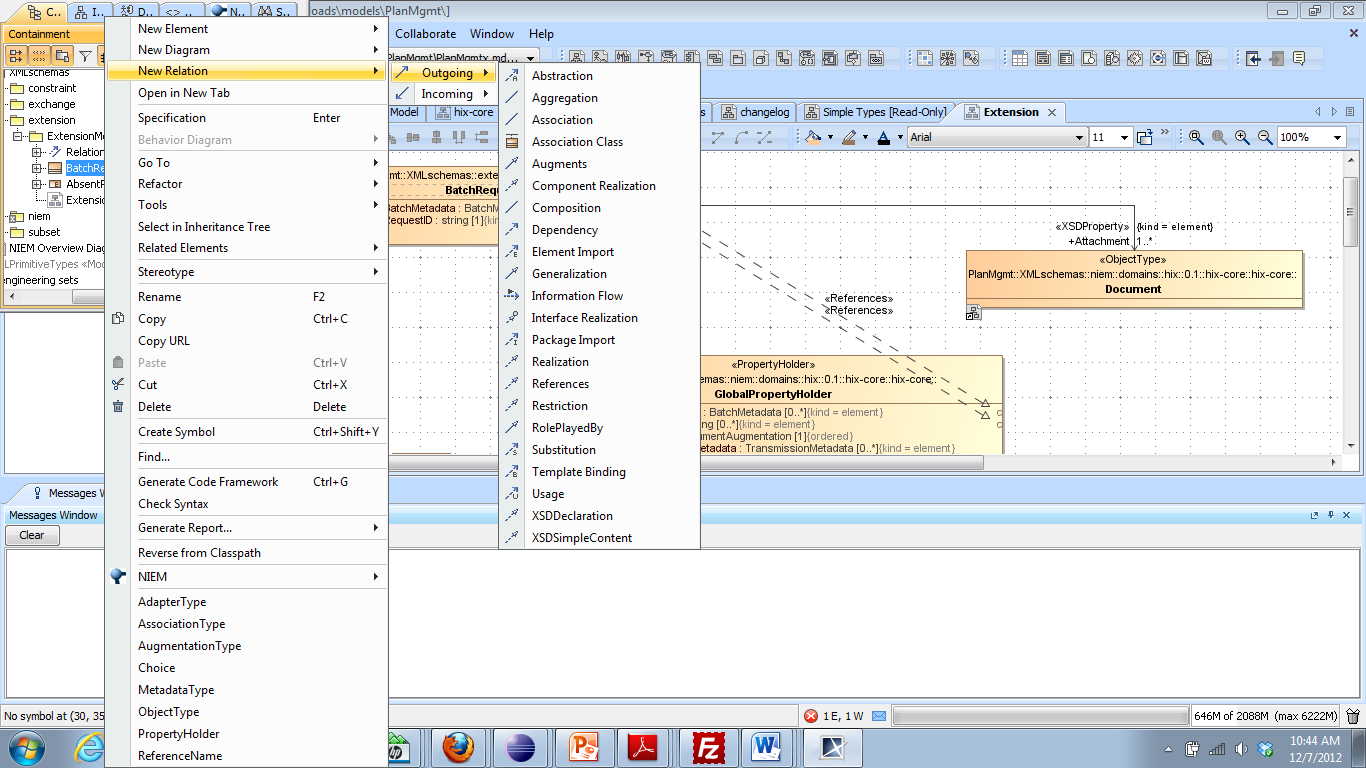 C..
I..
D..
<>..
N..
S..
oads\models\PlanMgmt\]
Containment
Collaborate Window Help
PlanMgmt\PlanMgmtx.md...
XMLschemas
constraint
exchange
extension
ExtensionMo
Relation
BatchRe
AbsentF
Extensio
niem
subset
NIEM Overview Diag
LPrimitiveTypes «Mod
engineering sets
New Element
New Diagram
New Relation
Open in New Tab
Specification Enter
Behavior Diagram
Go To
Refactor
Tools
Select in Inheritance Tree
Related Elements
Stereotype
Rename F2
Copy Ctrl+C
Copy URL
Paste Ctrl+V
Cut Ctrl+X
Delete Delete
Create Symbol Ctrl+Shift+Y
Find...
Generate Code Framework Ctrl+G
Check Syntax
Generate Report...
Reverse from Classpath
NIEM
AdapterType
AssociationType
AugmentationType
Choice
MetadataType
ObjectType
PropertyHolder
ReferenceName
Outgoing
Incoming
Abstraction
Aggregation
Association
Association Class
Augments
Component Realization
Composition
Dependency
Element Import
Generalization
Information Flow
Interface Realization
Package Import
Realization
References
Restriction
RolePlayedBy
Substitution
Template Binding
Usage
XSDDeclaration
XSDSimpleContent
Model
hix-core
s
changelog
Simple Types [Read-Only]
Extension
Arial
11
100%
mt::XMLschemas::exte
BatchRequ
BatchMetadata : BatchM
RequestID : string [1]{kin
«XSDProperty» {kind = element}
+Attachment 1..*
«ObjectType»
PlanMgmt::XMLschemas::niem::domains::hix::0.1::hix-core::hix-core::
Document
«References»
«References»
«PropertyHolder»
emas::niem::domains::hix::0.1::hix-core::hix-core::
GlobalPropertyHolder
: BatchMetadata [0..*]{kind = element}
ing [0..*]{kind = element}
umentAugmentation [1]{ordered}
Metadata : TransmissionMetadata [0..*]{kind = element}
Messages W
Messages Window
Clear
No symbol at (30, 35
1 E, 1 W
646M of 2088M (max 6222M)
hp
Fz
10:44 AM
12/7/2012